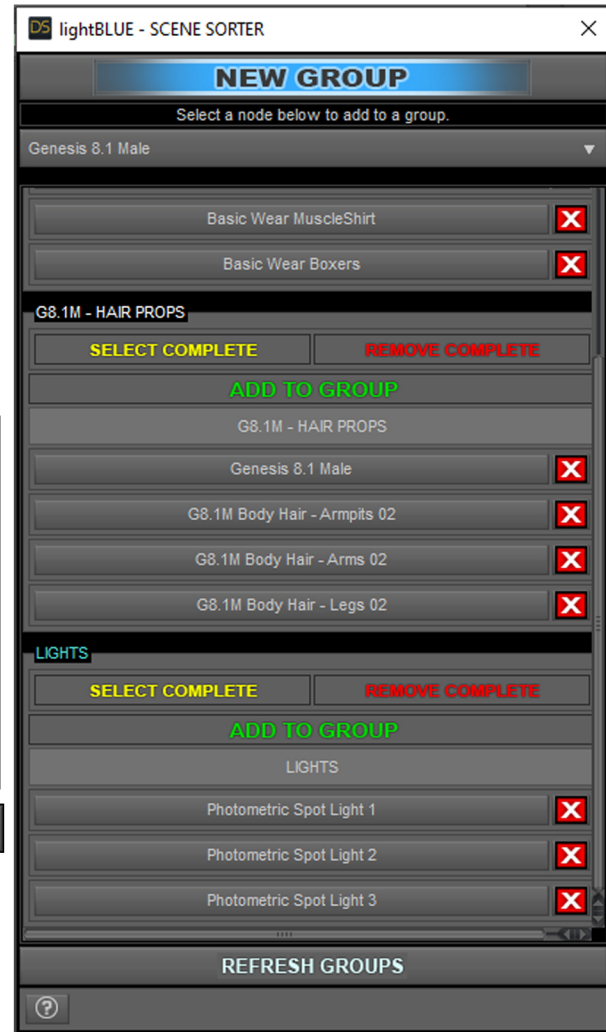 DS lightBLUE - SCENE SORTER
NEW GROUP
Select a node below to add to a group.
Genesis 8.1 Male
Basic Wear MuscleShirt X
Basic Wear Boxers X
G8.1M - HAIR PROPS
SELECT COMPLETE REMOVE COMPLETE
ADD TO GROUP
G8.1M - HAIR PROPS
Genesis 8.1 Male X
G8.1M Body Hair - Armpits 02 X
G8.1M Body Hair - Arms 02 X
G8.1M Body Hair - Legs 02 X
LIGHTS
SELECT COMPLETE REMOVE COMPLETE
ADD TO GROUP
LIGHTS
Photometric Spot Light 1 X
Photometric Spot Light 2 X
Photometric Spot Light 3 X
REFRESH GROUPS
?